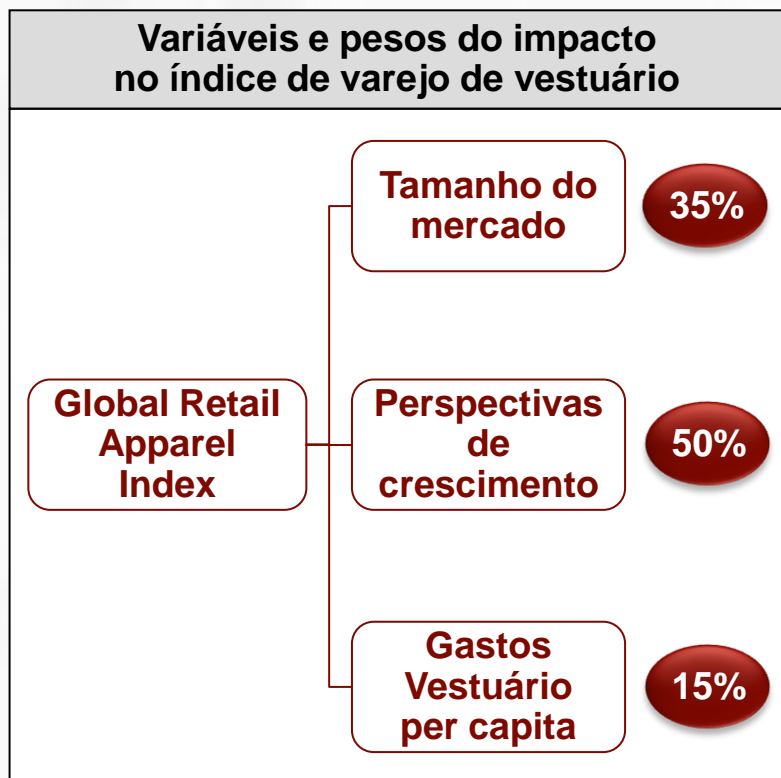 Variáveis e pesos do impacto
no índice de varejo de vestuário
Tamanho do
mercado
35%
Global Retail
Apparel
Index
Perspectivas
de
crescimento
50%
Gastos
Vestuário
per capita
15%